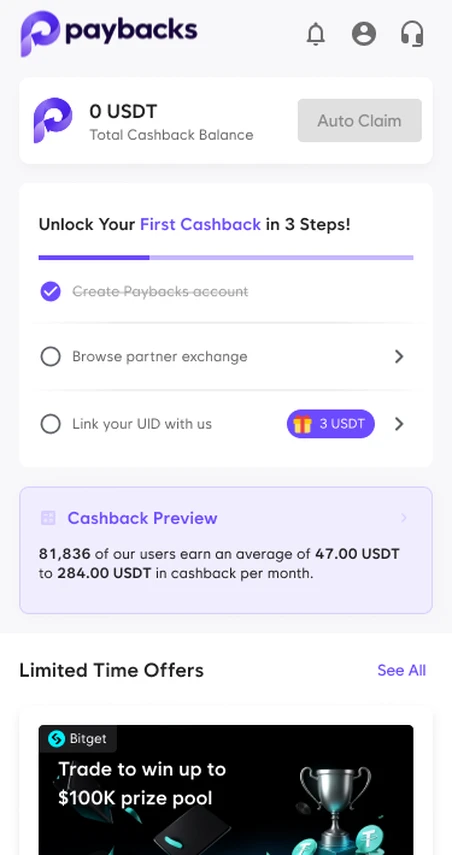 paybacks
0 USDT
Total Cashback Balance
Auto Claim
Unlock Your First Cashback in 3 Steps!
Create Paybacks account
Browse partner exchange
Link your UID with us
3 USDT
Cashback Preview
81,836 of our users earn an average of 47.00 USDT
to 284.00 USDT in cashback per month.
Limited Time Offers
See All
Bitget
Trade to win up to
$100K prize pool